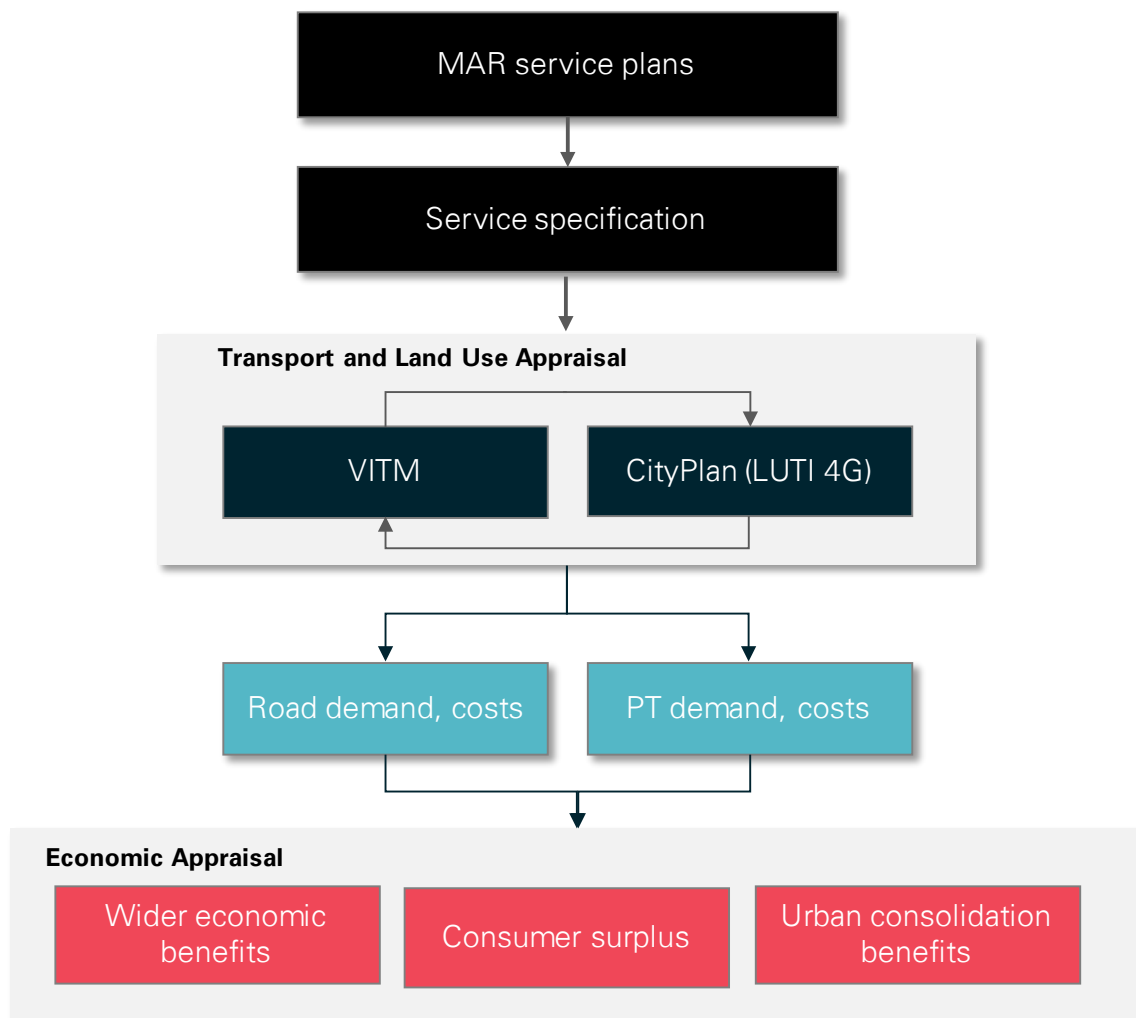 MAR service plans
Service specification
Transport and Land Use Appraisal
VITM
CityPlan (LUTI 4G)
Road demand, costs
PT demand, costs
Economic Appraisal
Wider economic
benefits
Consumer surplus
Urban consolidation
benefits